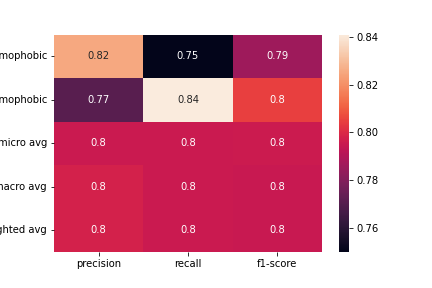 mophobic 0.82 0.75 0.79
mophobic 0.77 0.84 0.8
micro avg 0.8 0.8 0.8
nacro avg 0.8 0.8 0.8
ghted avg 0.8 0.8 0.8
precision recall f1-score
0.84
0.82
0.80
0.78
0.76